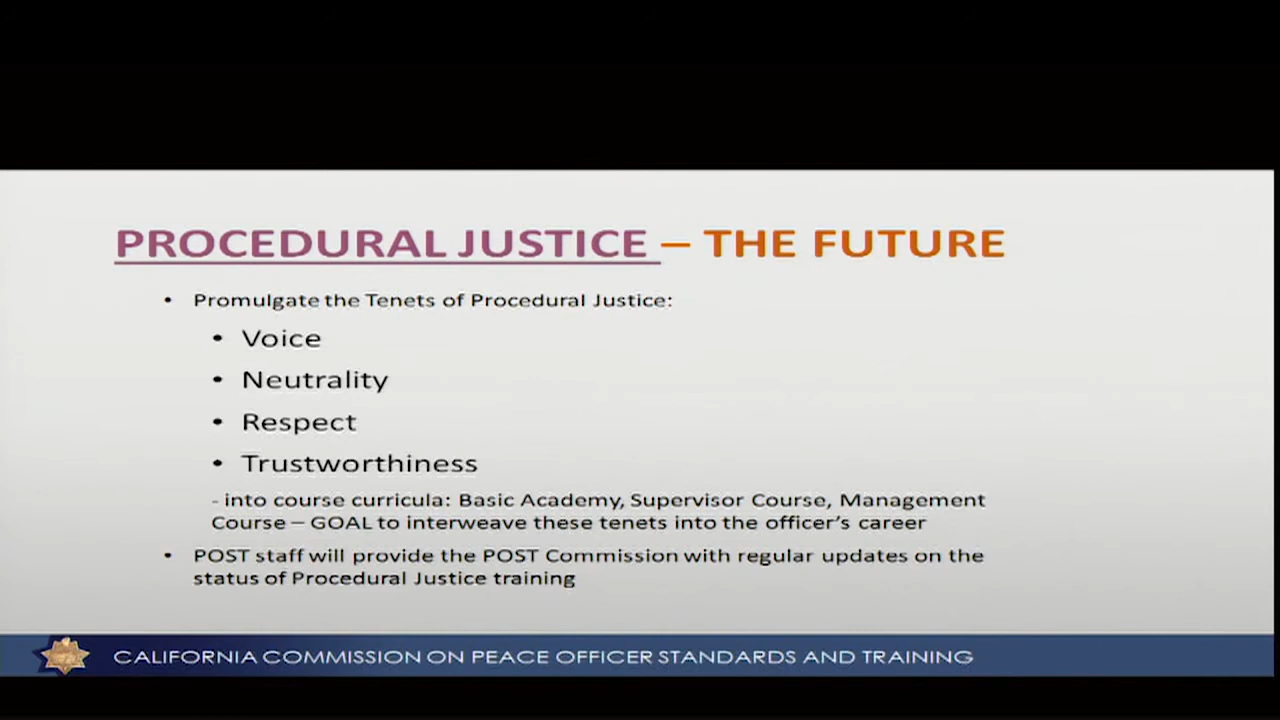 PROCEDURAL JUSTICE – THE FUTURE
• Promulgate the Tenets of Procedural Justice:
• Voice
• Neutrality
• Respect
• Trustworthiness
- into course curricula: Basic Academy, Supervisor Course, Management
Course – GOAL to interweave these tenets into the officer's career
• POST staff will provide the POST Commission with regular updates on the
status of Procedural Justice training
CALIFORNIA COMMISSION ON PEACE OFFICER STANDARDS AND TRAINING